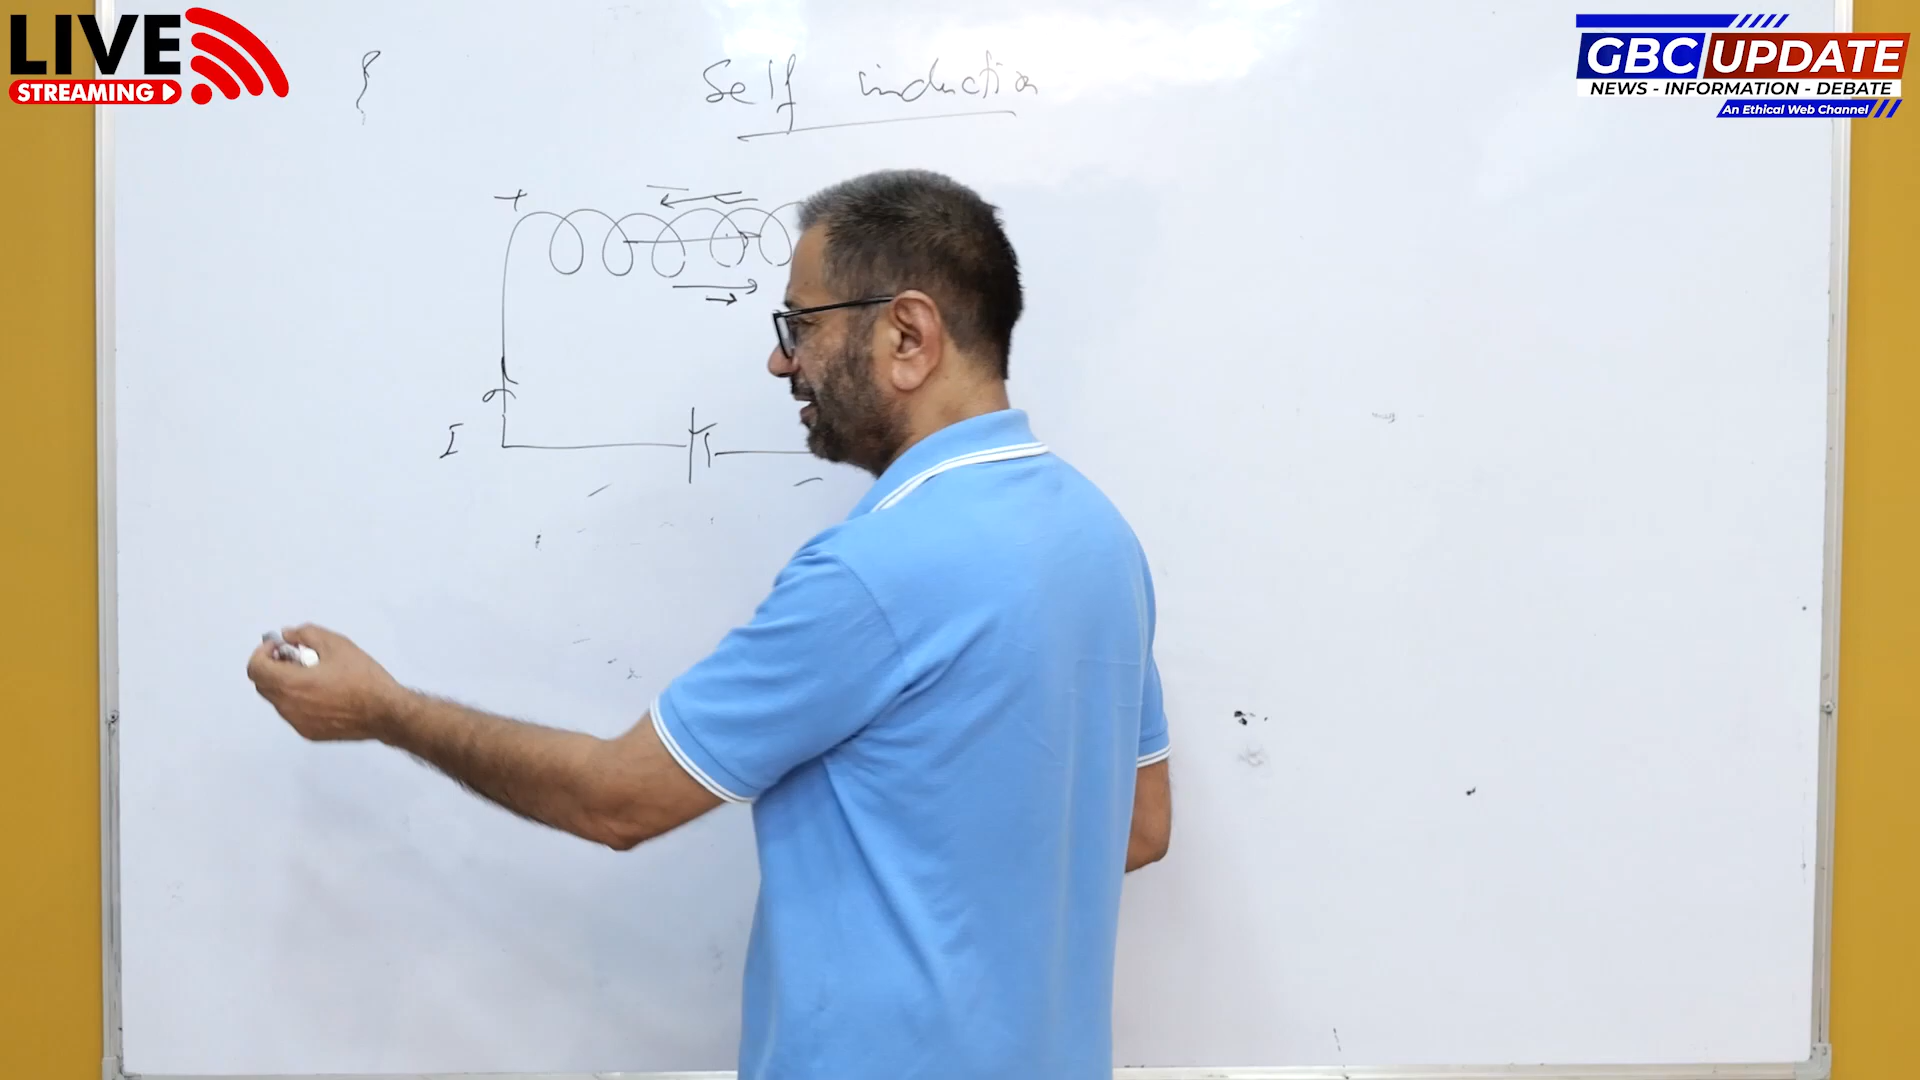 LIVE
STREAMING
GBC UPDATE
NEWS - INFORMATION - DEBATE
An Ethical Web Channel
Self induction
+
I